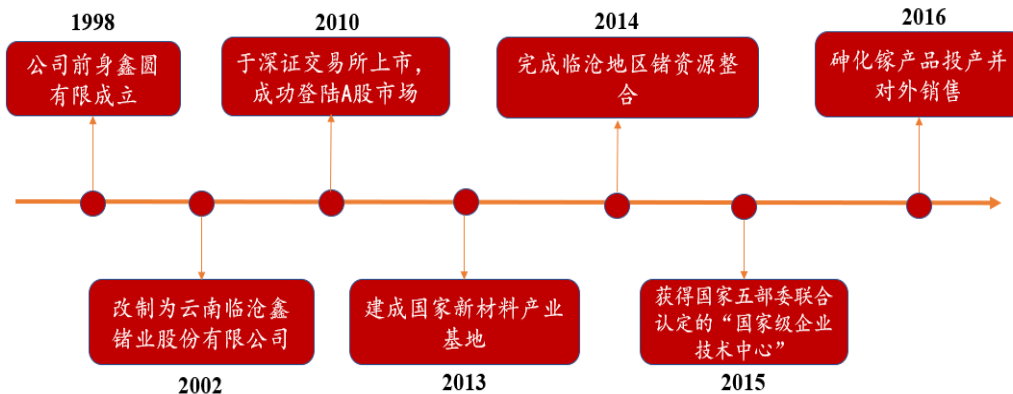 1998
公司前身鑫圆
有限成立
2010
于深证交易所上市，
成功登陆A股市场
2014
完成临沧地区锗资源整
合
2016
砷化镓产品投产并
对外销售
改制为云南临沧鑫
锗业股份有限公司
2002
建成国家新材料产业
基地
2013
获得国家五部委联合
认定的“国家级企业
技术中心”
2015